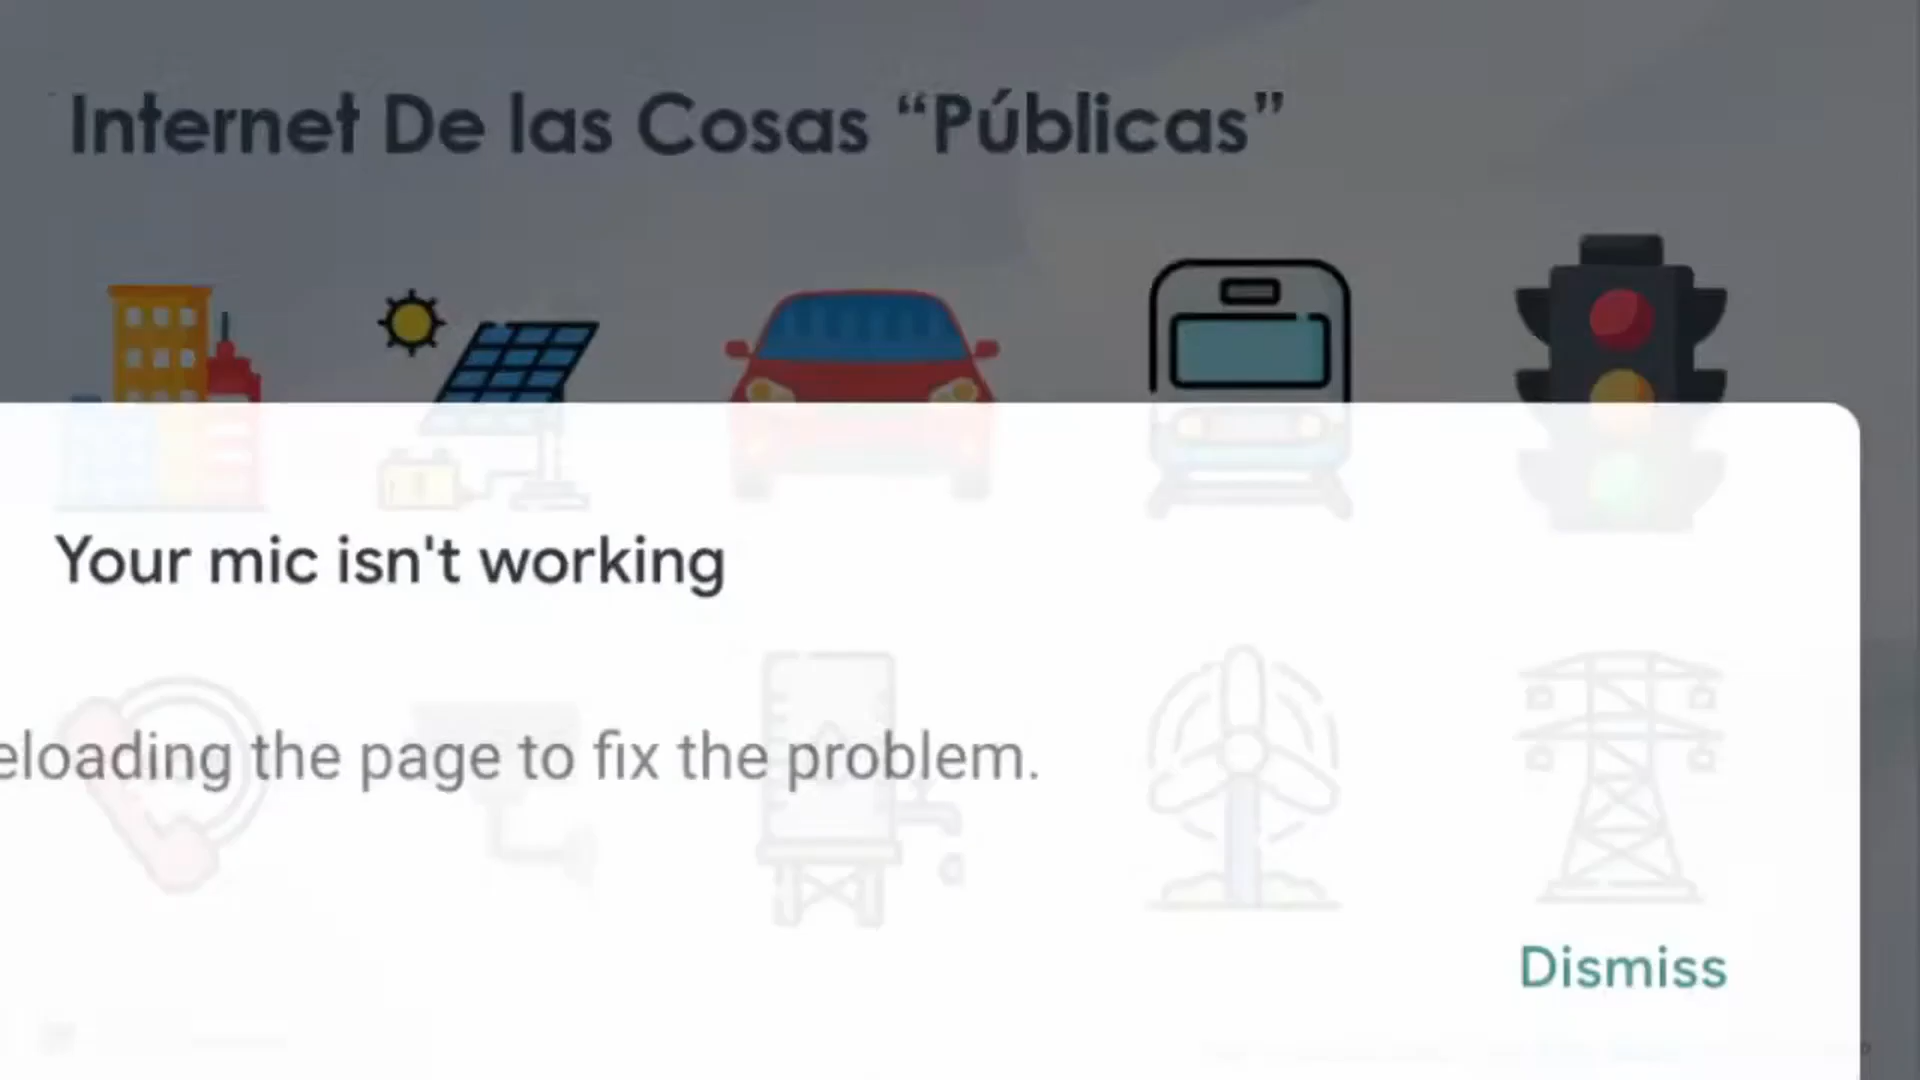 Internet De las Cosas “Públicas”
Your mic isn't working
eloading the page to fix the problem.
Dismiss